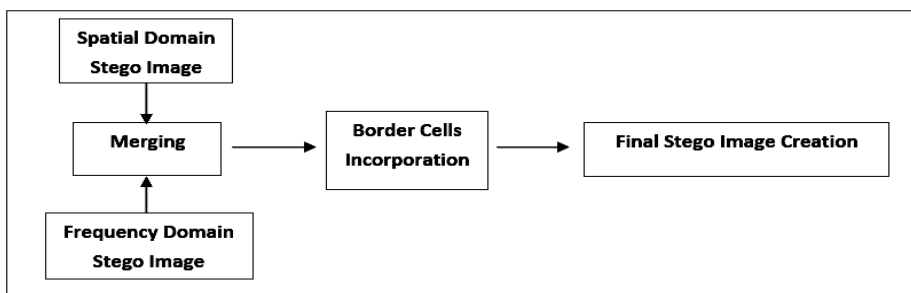 Spatial Domain
Stego Image
Merging
Border Cells
Incorporation
Final Stego Image Creation
Frequency Domain
Stego Image